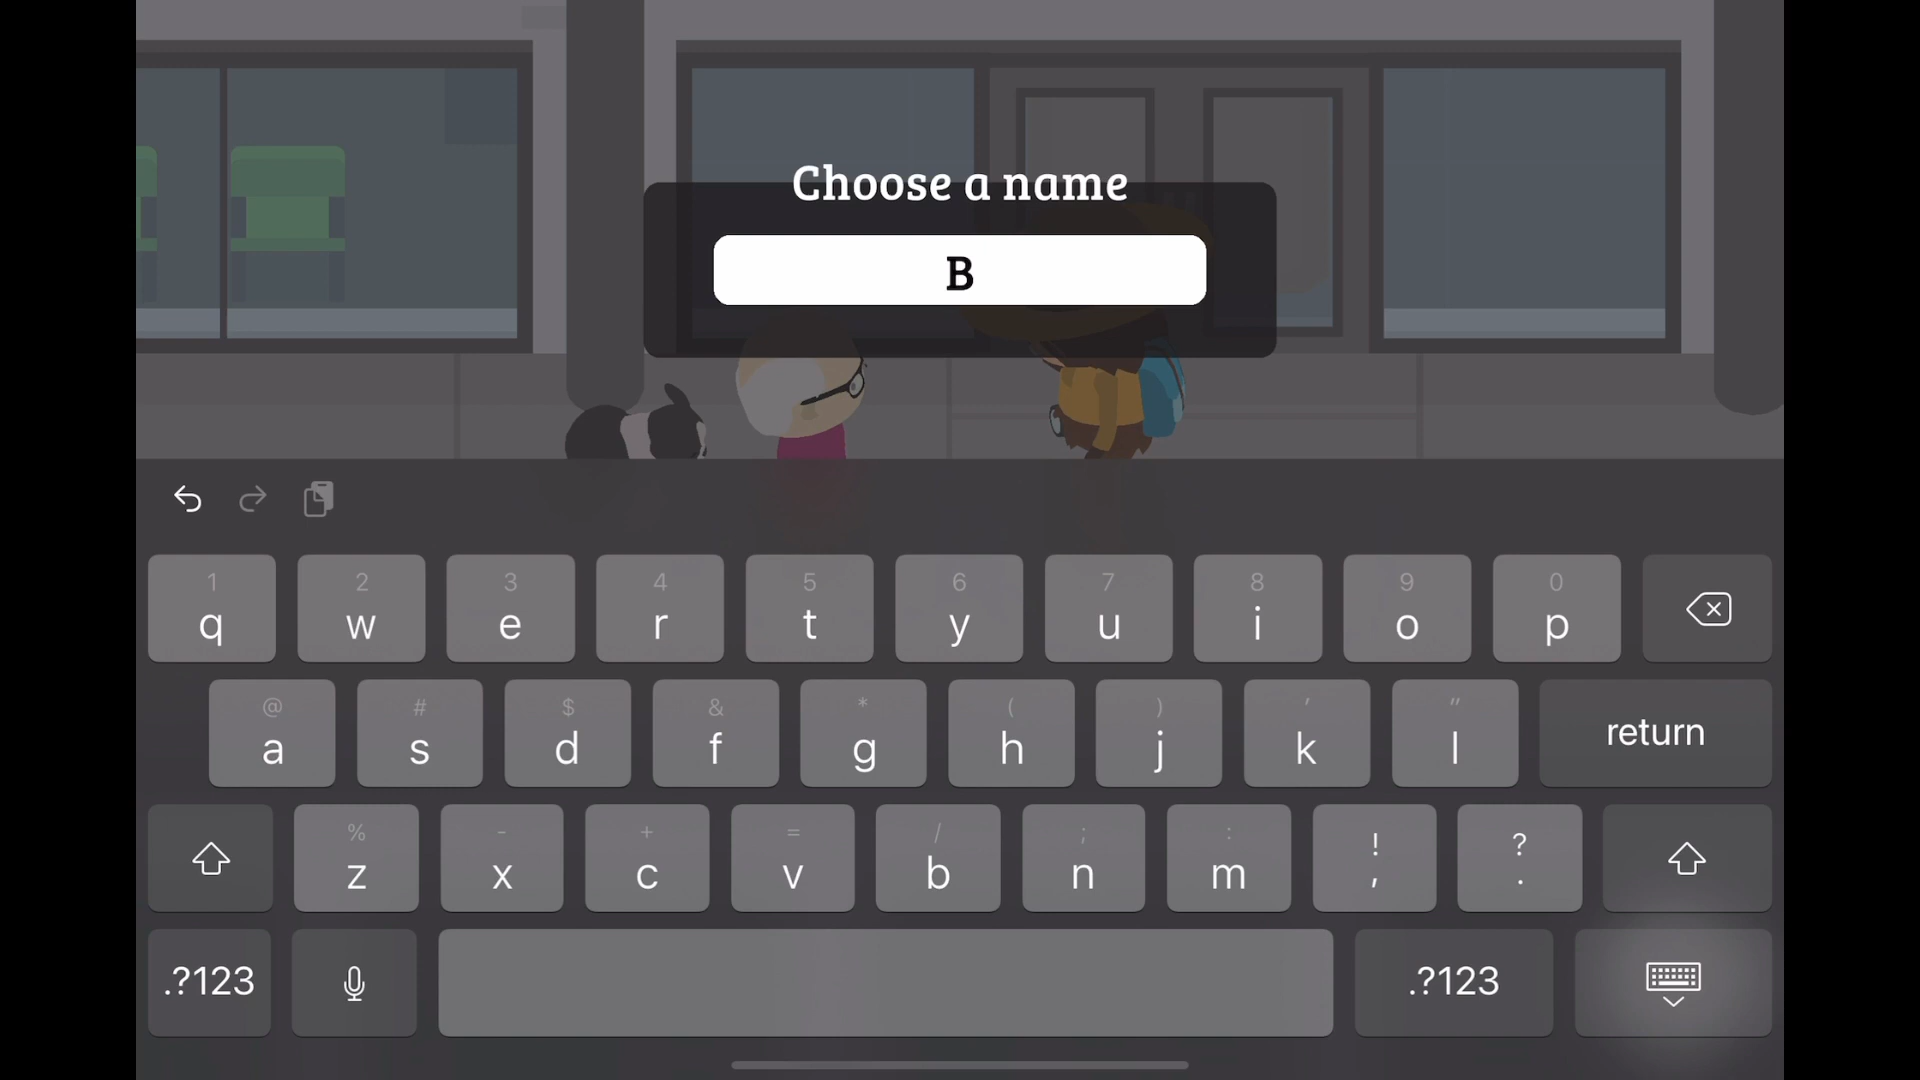 Choose a name
B
1 2 3 4 5 6 7 8 9 0
q w e r t y u i o p
@ # $ & * ( ) ' "
a s d f g h j k l return
% - + = / ; : ! ?
z x c v b n m , .
.?123 .?123